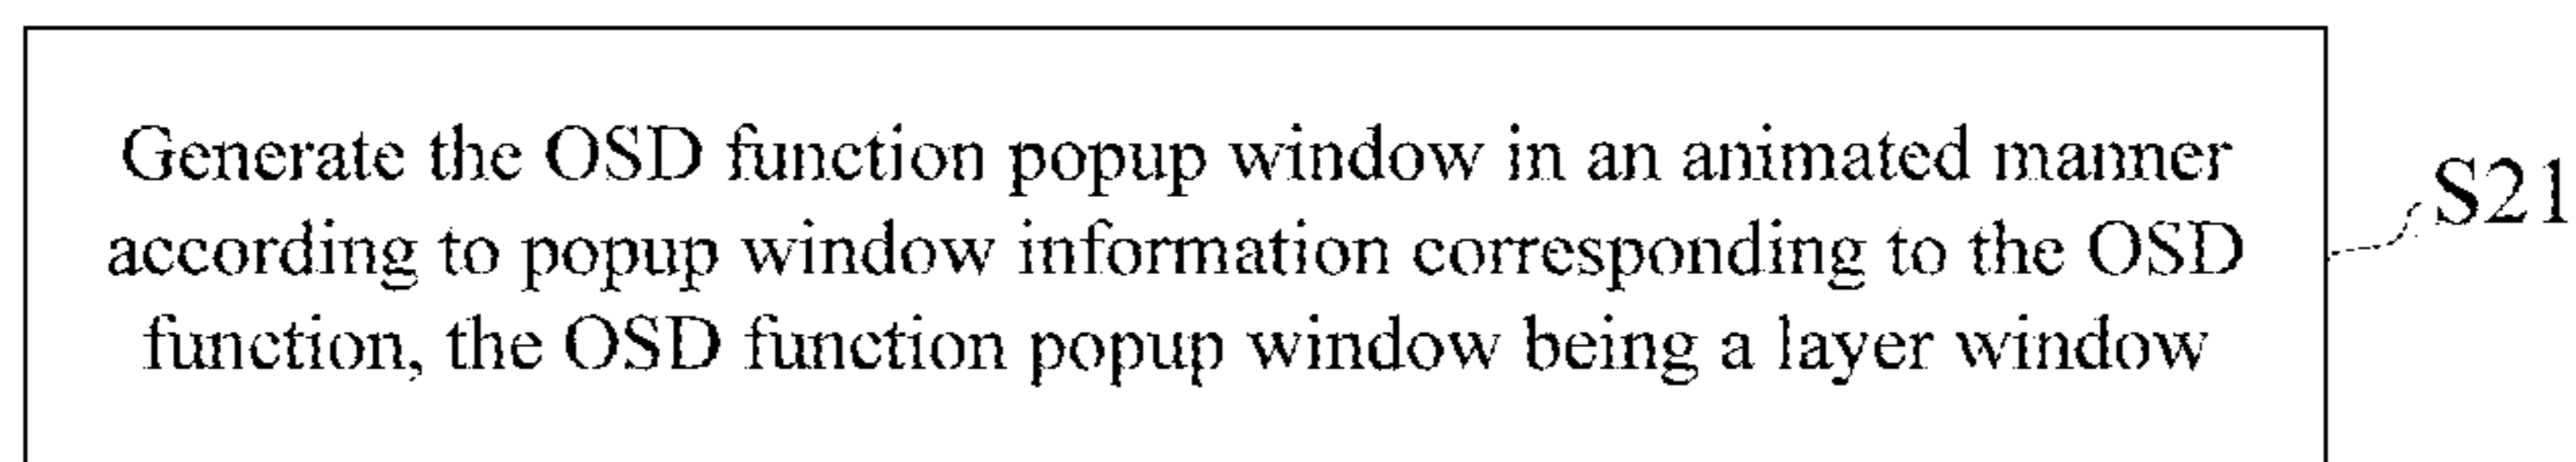 Generate the OSD function popup window in an animated manner
according to popup window information corresponding to the OSD
function, the OSD function popup window being a layer window
S21